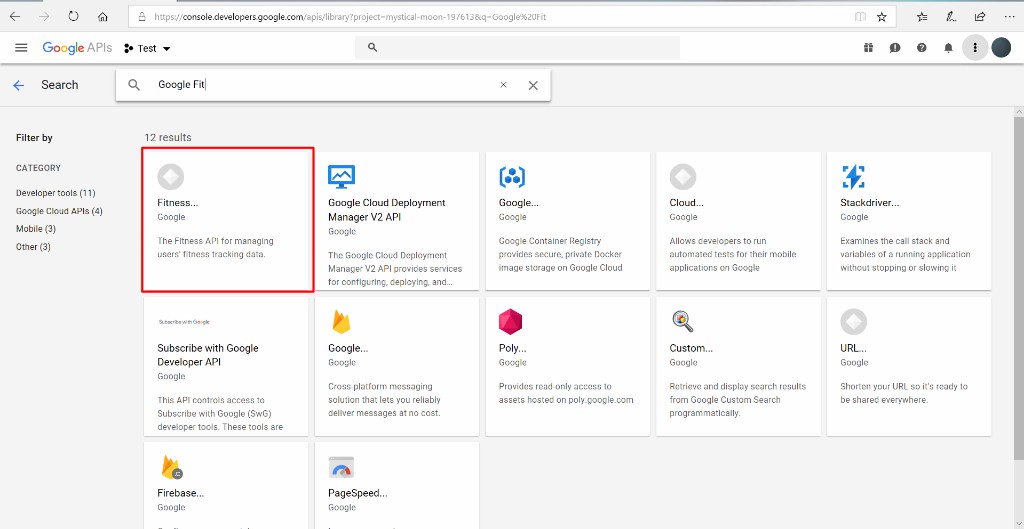 https://console.developers.google.com/apis/library?project=mystical-moon-197613&q=Google%20Fit
Google APIs
Test
Search
Google Fit
Filter by
CATEGORY
Developer tools (11)
Google Cloud APIs (4)
Mobile (3)
Other (3)
12 results
Fitness...
Google
The Fitness API for managing
users' fitness tracking data.
Google Cloud Deployment
Manager V2 API
Google
The Google Cloud Deployment
Manager V2 API provides services
for configuring, deploying, and...
Google...
Google
Google Container Registry
provides secure, private Docker
image storage on Google Cloud
Cloud...
Google
Allows developers to run
automated tests for their mobile
applications on Google
Stackdriver...
Google
Examines the call stack and
variables of a running application
without stopping or slowing it
Subscribe with Google
Subscribe with Google
Developer API
Google
This API controls access to
Subscribe with Google (SwG)
developer tools. These tools are
Google...
Google
Cross-platform messaging
solution that lets you reliably
deliver messages at no cost.
Poly...
Google
Provides read-only access to
assets hosted on poly.google.com
Custom...
Google
Retrieve and display search results
from Google Custom Search
programmatically.
URL...
Google
Shorten your URL so it's ready to
be shared everywhere.
Firebase...
Google
PageSpeed...
Google